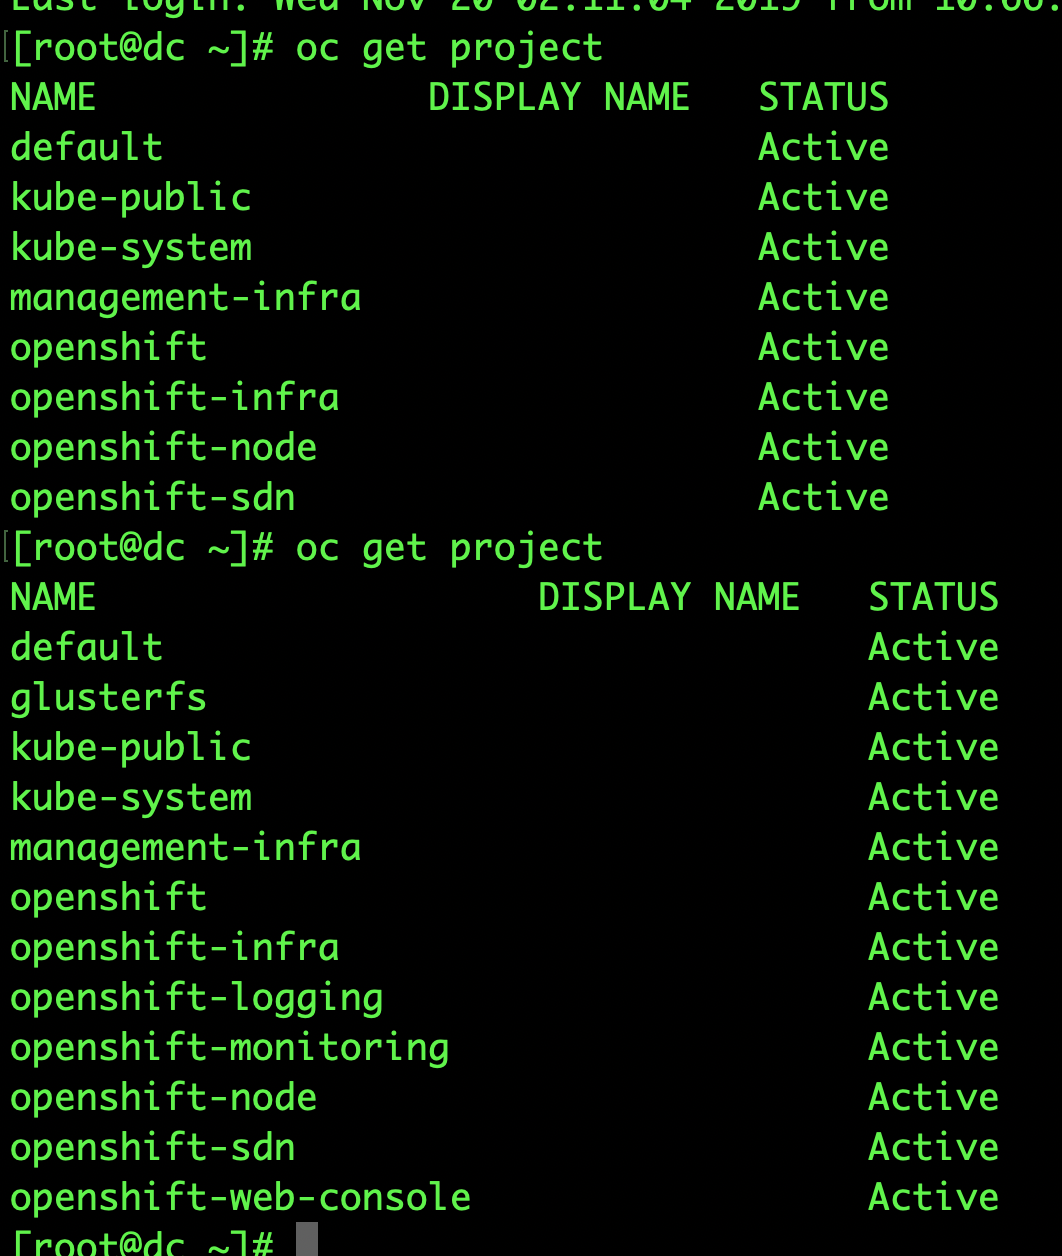 Last login: Wed Nov 20 02:11:04 2019 from 10.66.
[root@dc ~]# oc get project
NAME DISPLAY NAME STATUS
default Active
kube-public Active
kube-system Active
management-infra Active
openshift Active
openshift-infra Active
openshift-node Active
openshift-sdn Active
[root@dc ~]# oc get project
NAME DISPLAY NAME STATUS
default Active
glusterfs Active
kube-public Active
kube-system Active
management-infra Active
openshift Active
openshift-infra Active
openshift-logging Active
openshift-monitoring Active
openshift-node Active
openshift-sdn Active
openshift-web-console Active
[root@dc ~]#